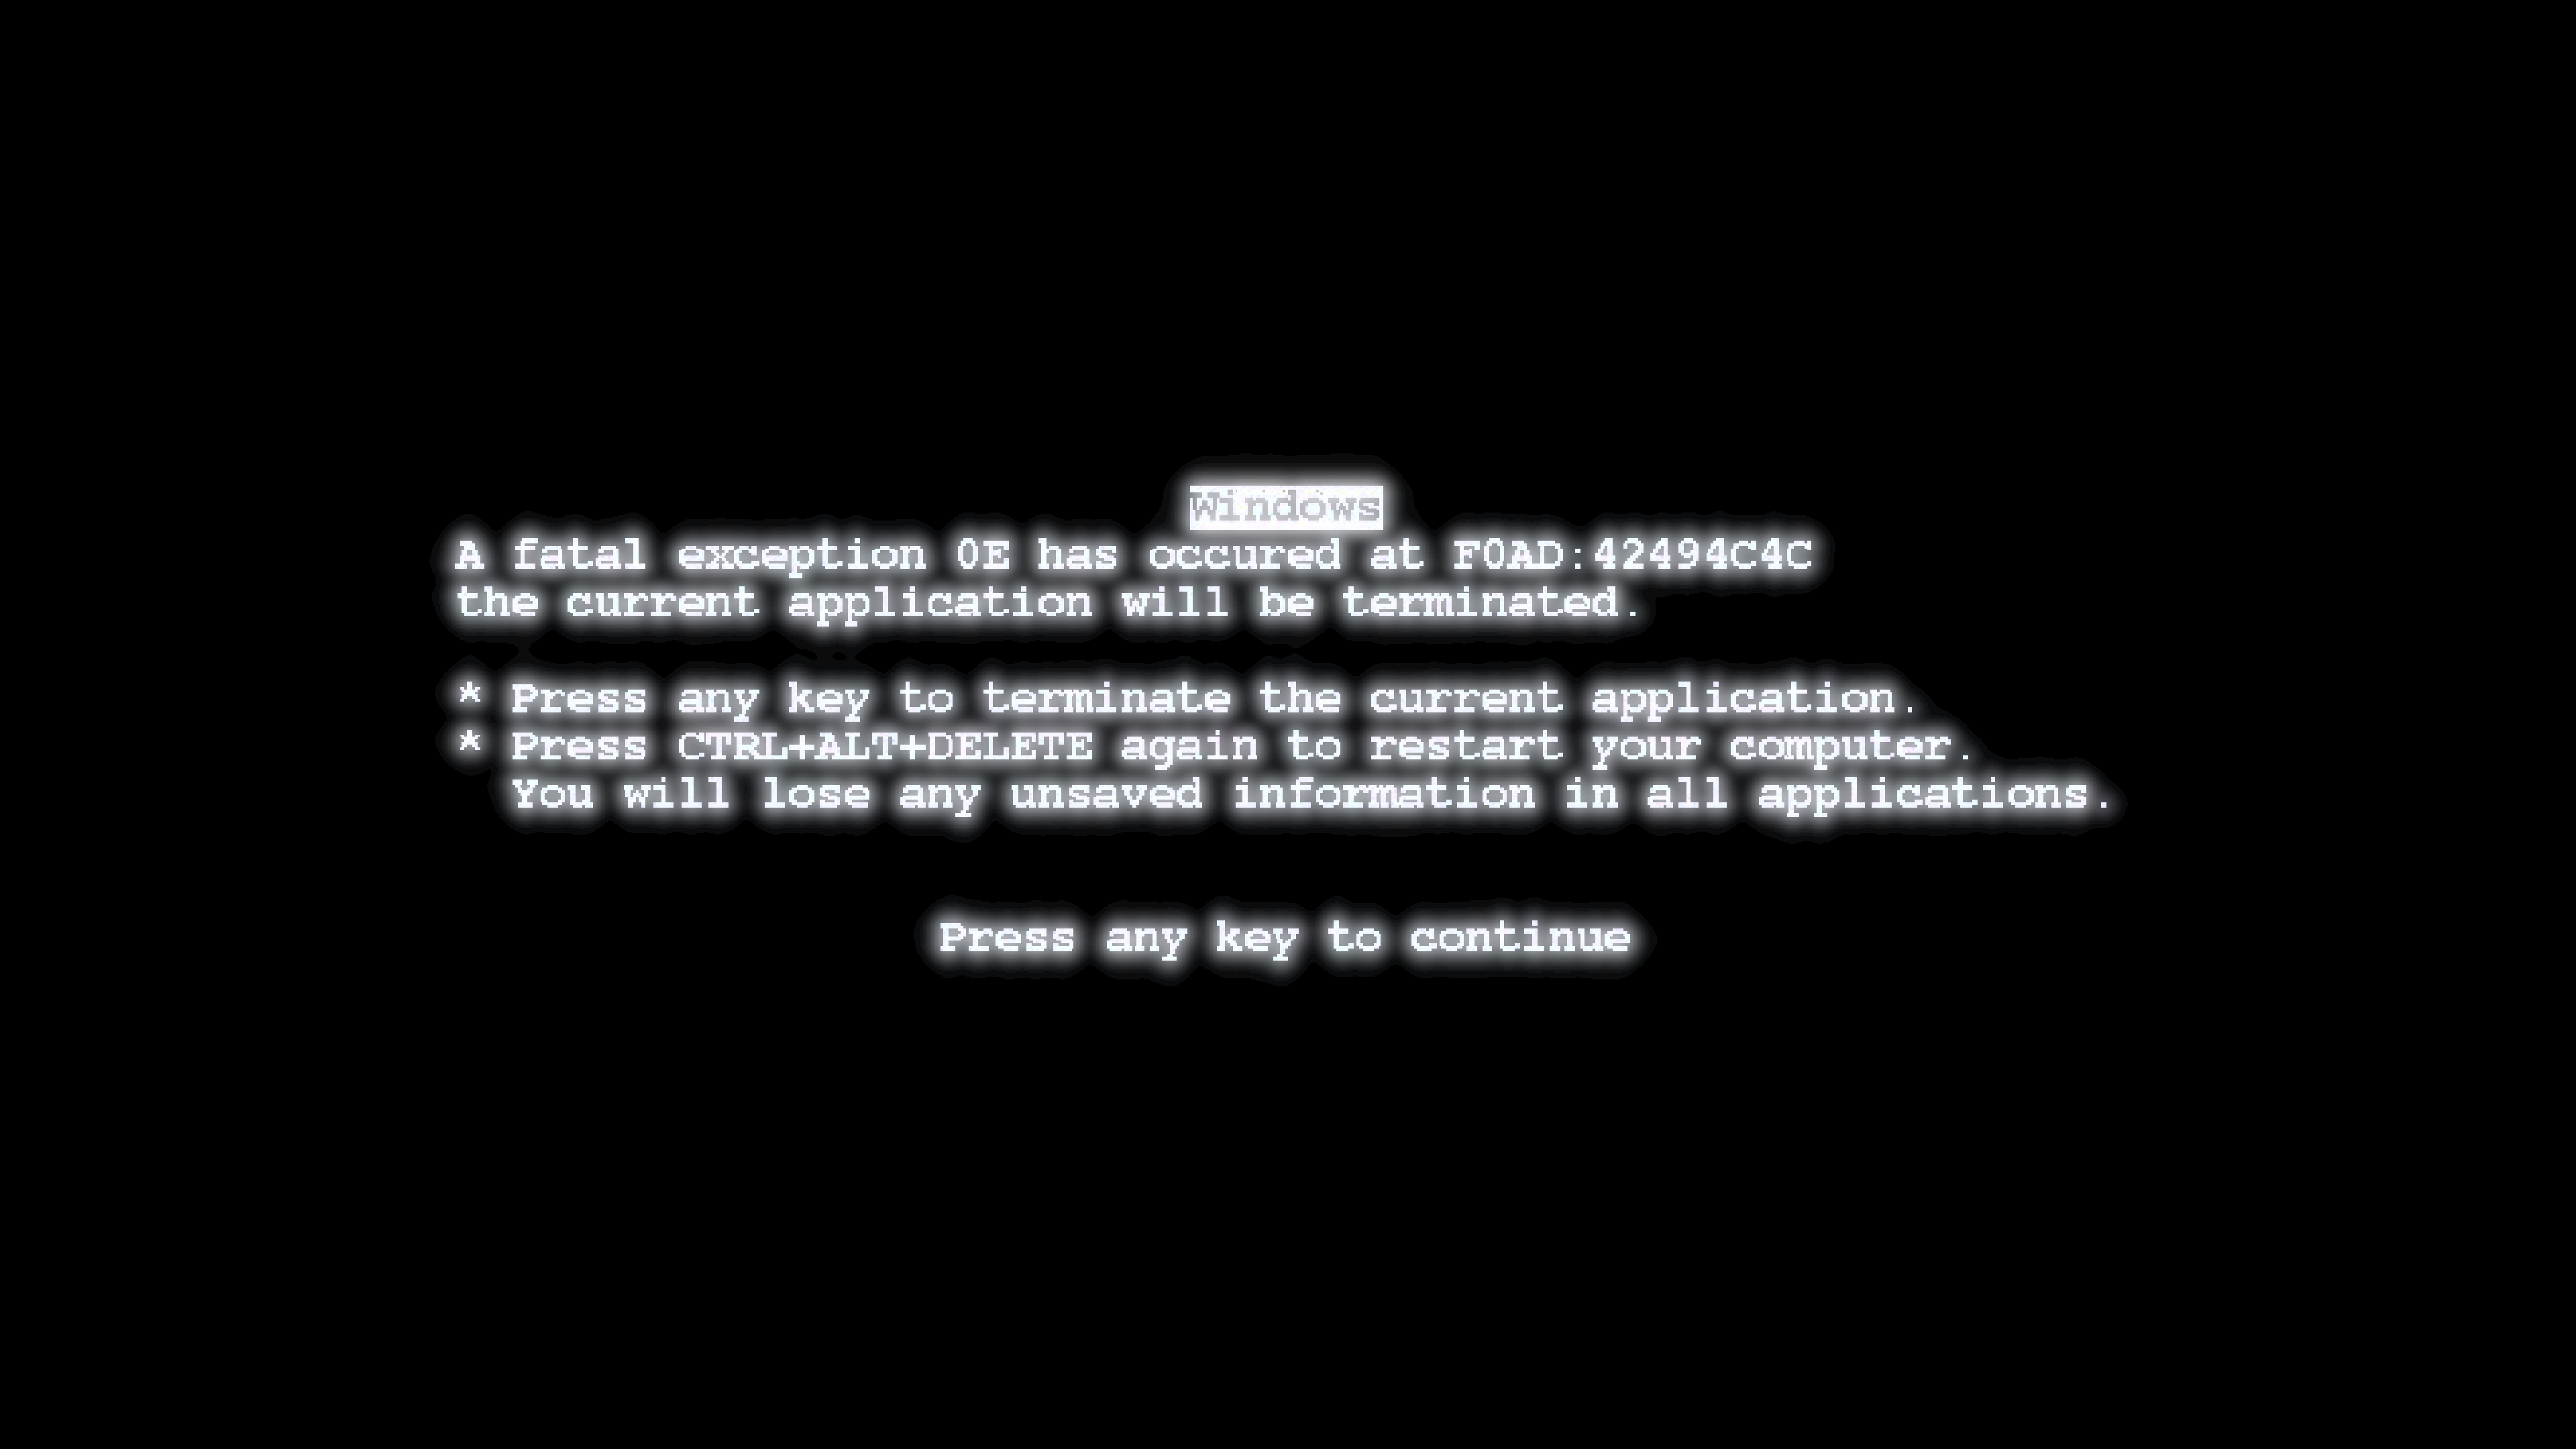 Windows
A fatal exception 0E has occured at F0AD:42494C4C
the current application will be terminated.
* Press any key to terminate the current application.
* Press CTRL+ALT+DELETE again to restart your computer.
You will lose any unsaved information in all applications.
Press any key to continue